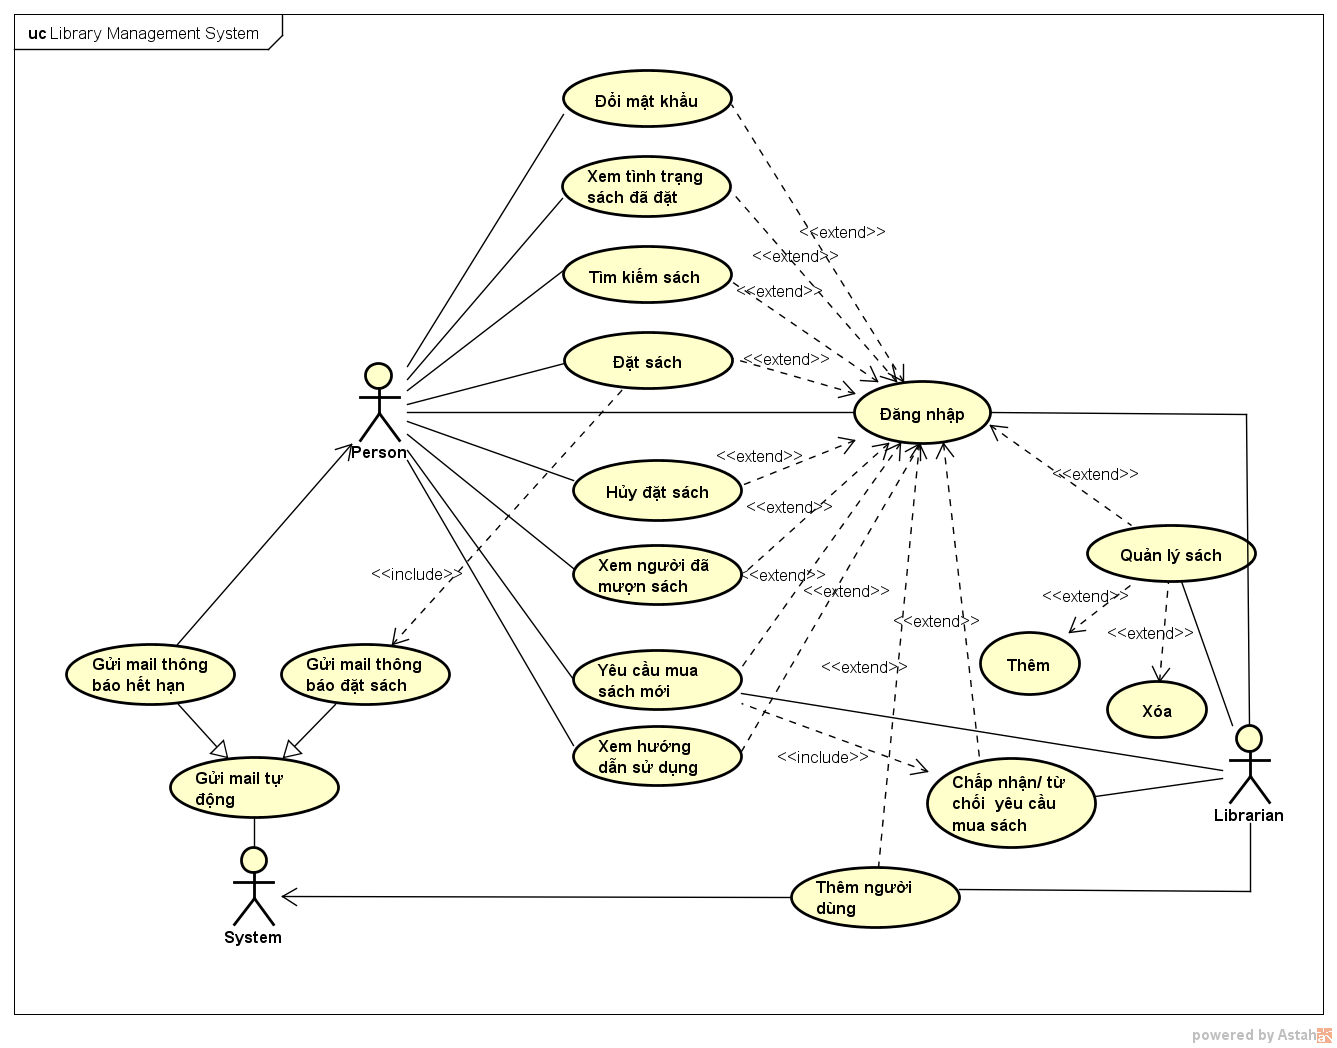 uc Library Management System
Đổi mật khẩu
Xem tình trạng
sách đã đặt
<<extend>>
<<extend>>
Tìm kiếm sách
<<extend>>
Đặt sách
<<extend>>
Đăng nhập
Person
<<extend>>
<<extend>>
Hủy đặt sách
<<extend>>
Quản lý sách
Xem người đã
mượn sách
<<include>>
<<extend>>
<<extend>>
<<extend>>
<<extend>>
<<extend>>
Gửi mail thông
báo hết hạn
Gửi mail thông
báo đặt sách
Yêu cầu mua
sách mới
<<extend>>
Thêm
Xóa
Xem hướng
dẫn sử dụng
<<include>>
Gửi mail tự
động
Chấp nhận/ từ
chối yêu cầu
mua sách
Librarian
Thêm người
dùng
System
powered by Astah